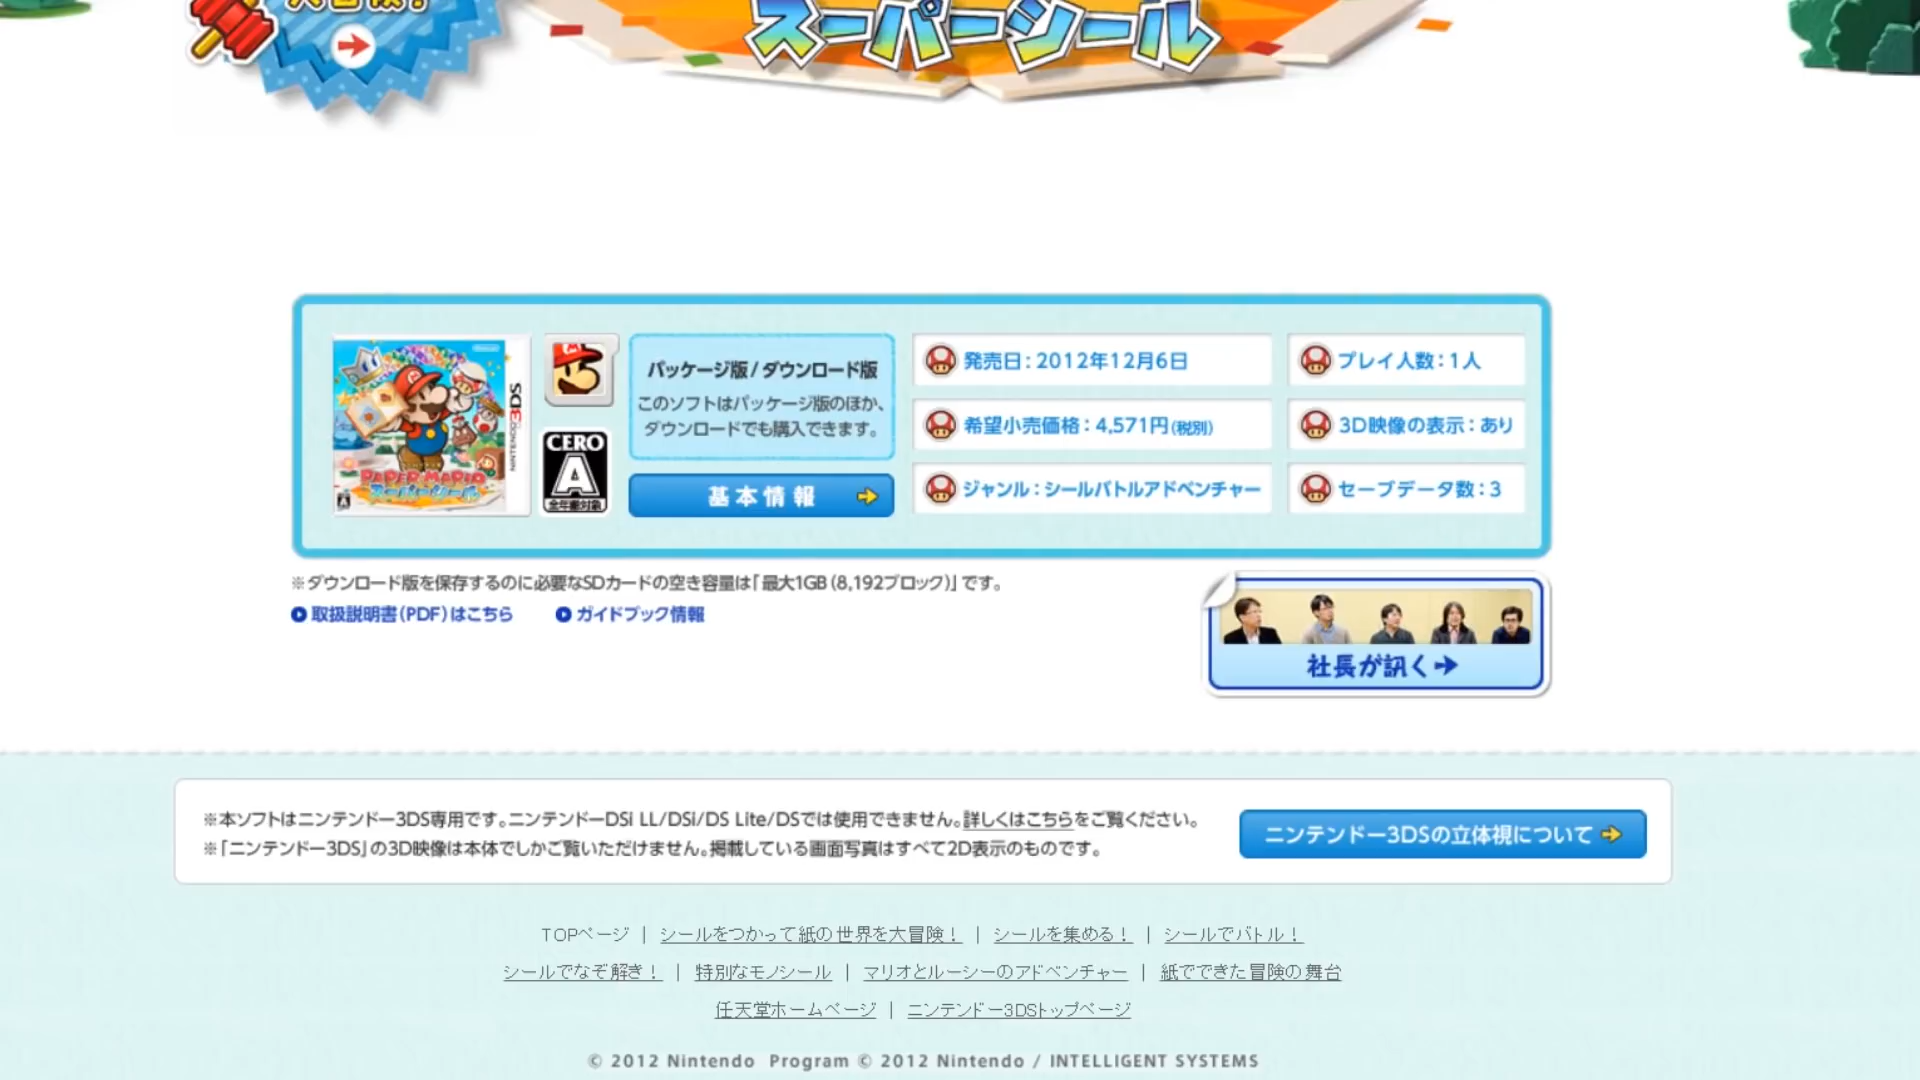 スーパーシール
パッケージ版/ダウンロード版
このソフトはパッケージ版のほか、
ダウンロードでも購入できます。
基本情報
発売日:2012年12月6日
希望小売価格:4,571円(税別)
ジャンル:シールバトルアドベンチャー
プレイ人数:1人
3D映像の表示:あり
セーブデータ数:3
NINTENDO3DS
PAPER MARIO
スーパーシール
CERO
A
全年齢対象
※ダウンロード版を保存するのに必要なSDカードの空き容量は「最大1GB(8,192ブロック)」です。
取扱説明書(PDF)はこちら
ガイドブック情報
社長が訊く
※本ソフトはニンテンドー3DS専用です。ニンテンドーDSi LL/DSi/DS Lite/DSでは使用できません。詳しくはこちらをご覧ください。
※「ニンテンドー3DS」の3D映像は本体でしかご覧いただけません。掲載している画面写真はすべて2D表示のものです。
ニンテンドー3DSの立体視について
TOPページ | シールをつかって紙の世界を大冒険! | シールを集める! | シールでバトル!
シールでなぞ解き! | 特別なモノシール | マリオとルーシーのアドベンチャー | 紙でできた冒険の舞台
任天堂ホームページ | ニンテンドー3DSトップページ
© 2012 Nintendo Program © 2012 Nintendo / INTELLIGENT SYSTEMS